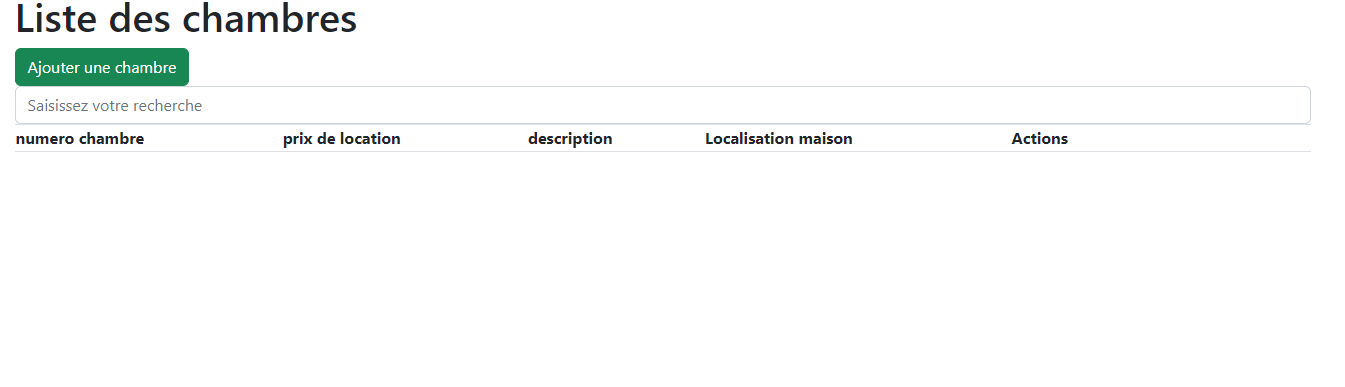 Liste des chambres
Ajouter une chambre
Saisissez votre recherche
numero chambre prix de location description Localisation maison Actions